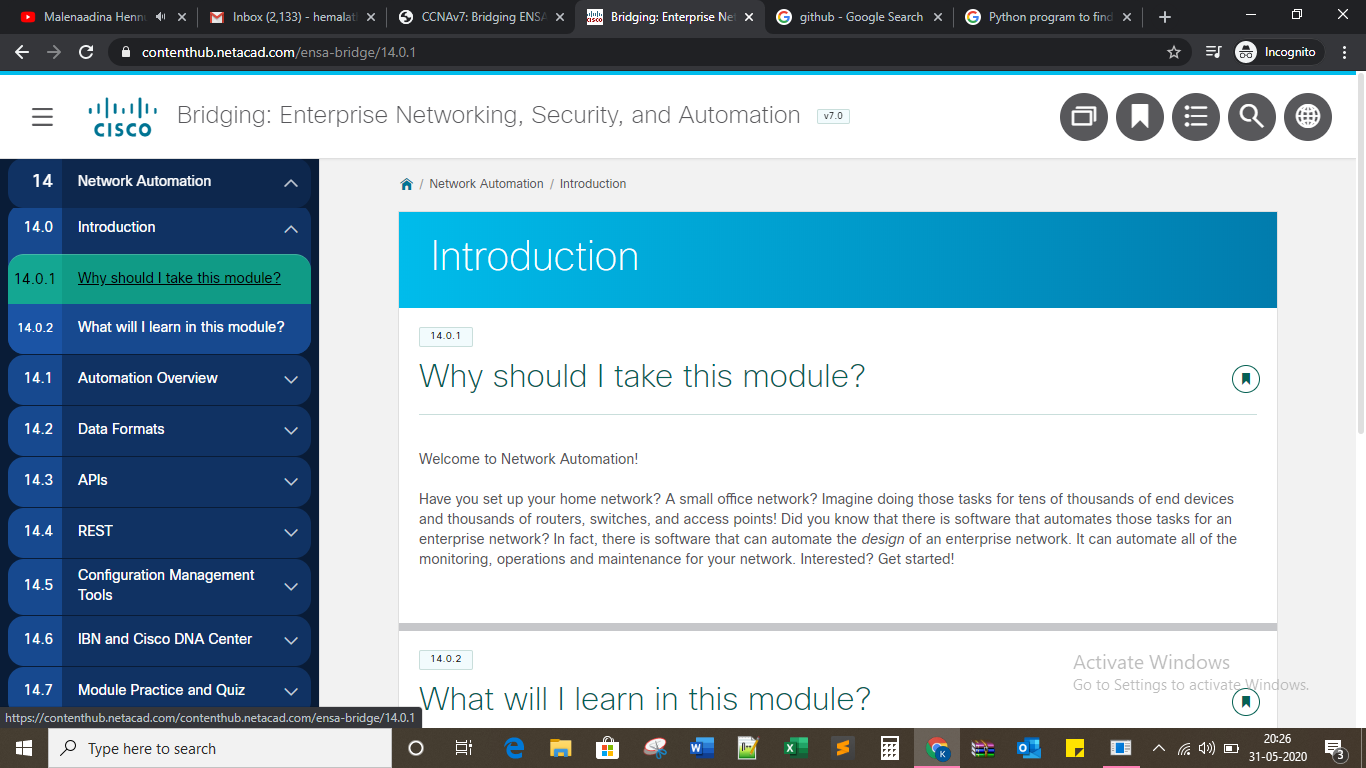 Malenaadina Henn
Inbox (2,133) - hemalat
CCNAv7: Bridging ENSA
Bridging: Enterprise Net
github - Google Search
Python program to find
contenthub.netacad.com/ensa-bridge/14.0.1
Incognito
CISCO
Bridging: Enterprise Networking, Security, and Automation
v7.0
14 Network Automation
14.0 Introduction
14.0.1 Why should I take this module?
14.0.2 What will I learn in this module?
14.1 Automation Overview
14.2 Data Formats
14.3 APIs
14.4 REST
14.5 Configuration Management
Tools
14.6 IBN and Cisco DNA Center
14.7 Module Practice and Quiz
https://contenthub.netacad.com/contenthub.netacad.com/ensa-bridge/14.0.1
/ Network Automation / Introduction
Introduction
14.0.1
Why should I take this module?
Welcome to Network Automation!
Have you set up your home network? A small office network? Imagine doing those tasks for tens of thousands of end devices
and thousands of routers, switches, and access points! Did you know that there is software that automates those tasks for an
enterprise network? In fact, there is software that can automate the design of an enterprise network. It can automate all of the
monitoring, operations and maintenance for your network. Interested? Get started!
14.0.2
What will I learn in this module?
Activate Windows
Go to Settings to activate Windows.
Type here to search
20:26
31-05-2020
3